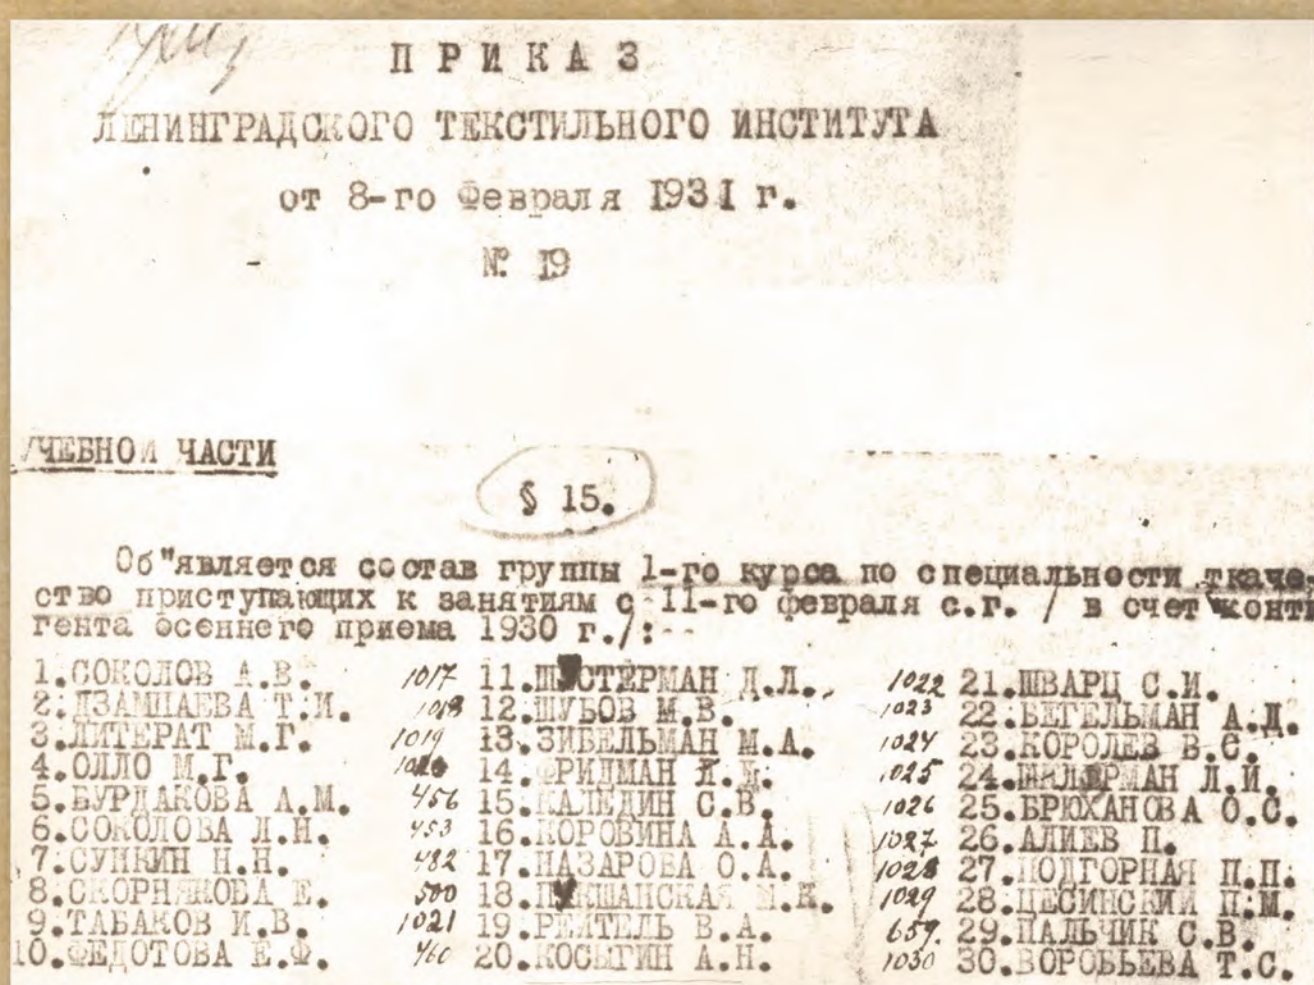 ПРИКАЗ
ЛЕНИНГРАДСКОГО ТЕКСТИЛЬНОГО ИНСТИТУТА
от 8-го Февраля 1931 г.
№ 19
УЧЕБНОЙ ЧАСТИ
§ 15.
Об"является состав группы 1-го курса по специальности ткаче
ство приступающих к занятиям с II-го февраля с.г. / в счет конти
гента осеннего приема 1930 г./:--
1.СОКОЛОВ А.В. 1017 11.ШУСТЕРМАН Д.Л. 1022 21.ШВАРЦ С.И.
2. Т.И. 1018 12.ШУБОВ М.В. 1023 22.БЕГЕЛЬМАН А.Д.
3.ЛИТЕРАТ М.Г. 1019 13.ЗИБЕЛЬМАН М.А. 1024 23.КОРОЛЕВ В.С.
4.ОЛЛО М.Г. 14.ФРИДМАН 1025 24. Л.И.
5.БУРДАКОВА А.М. 456 15.КАЛЕДИН С.В. 1026 25.БРЮХАНОВА О.С.
6.СОКОЛОВА Л.Н. 453 16.КОРОВИНА А.А. 1027 26.АЛИЕВ П.
7.СУНКИН Н.Н. 482 17.НАЗАРОВА О.А. 1028 27.ПОДГОРНАЯ П.П.
8.СКОРНЯКОВА Е. 500 18. 1029 28.ЦЕСИНСКИЙ П.М.
9.ТАБАКОВ И.В. 1021 19.РЕЙТЕЛЬ В.А. 659. 29.ПАЛЬЧИК С.В.
10.ФЕДОТОВА Е.Ф. 460 20.КОСЫГИН А.Н. 1030 30.ВОРОБЬЕВА Т.С.